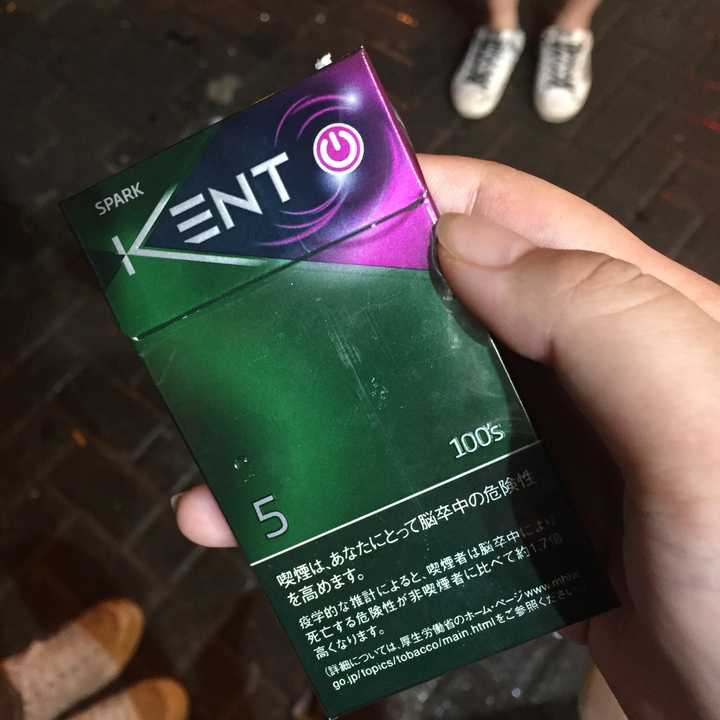 SPARK
KENT
100's
5
喫煙は、あなたにとって脳卒中の危険性
を高めます。
疫学的な推計によると、喫煙者は脳卒中により
死亡する危険性が非喫煙者に比べて約1.7倍
高くなります。
(詳細については、厚生労働省のホーム・ページwww.mhlw.
go.jp/topics/tobacco/main.htmlをご参照ください。)